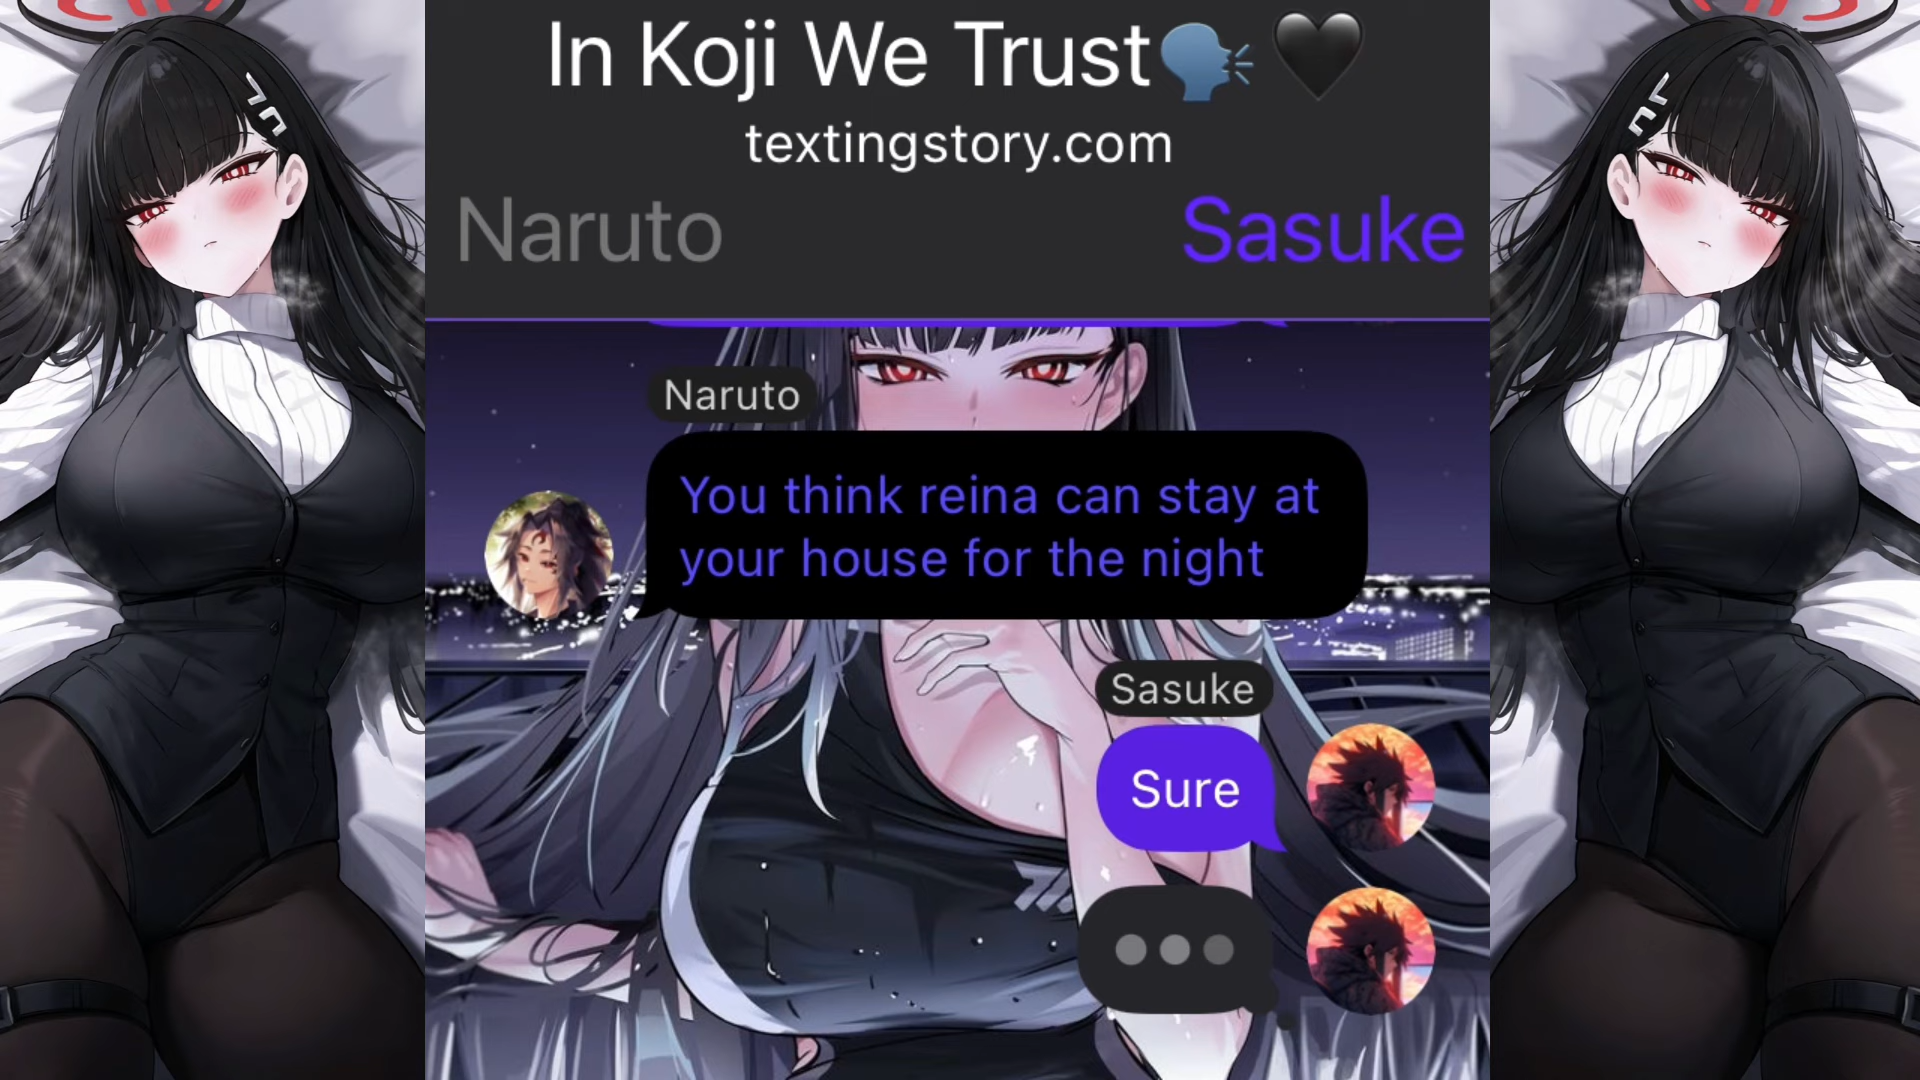 In Koji We Trust🗣️🖤
textingstory.com
Naruto
Sasuke
Naruto
You think reina can stay at
your house for the night
Sasuke
Sure